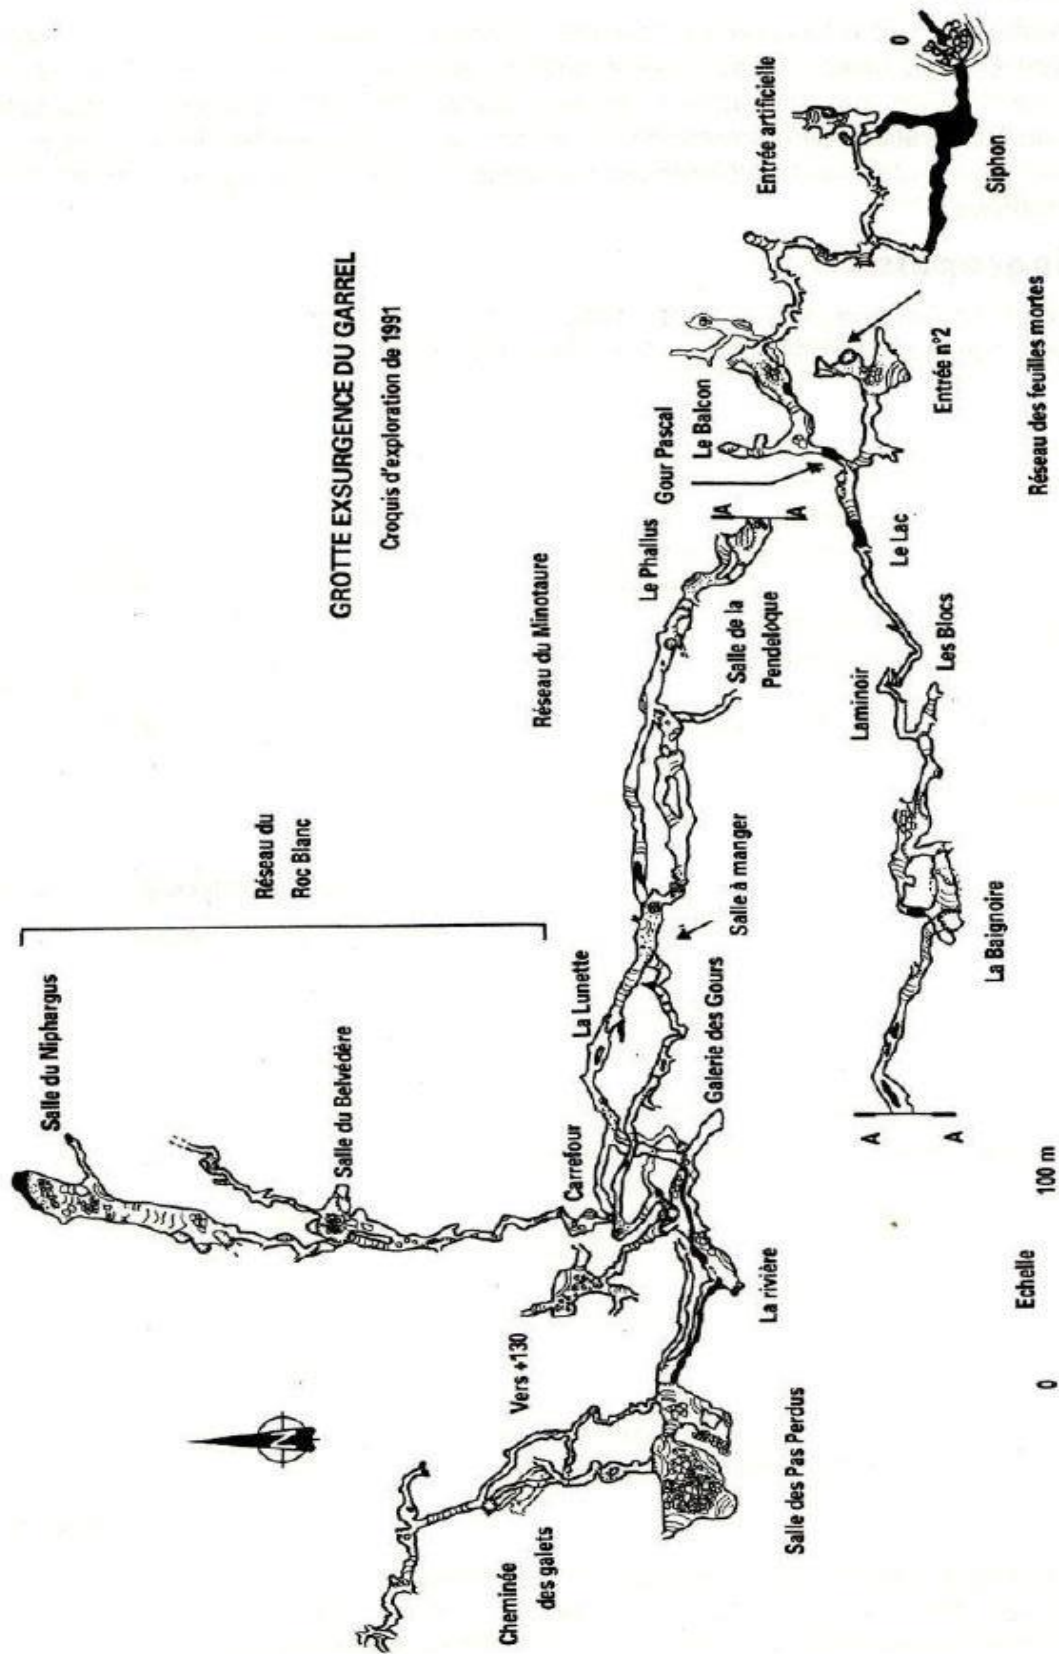 GROTTE EXSURGENCE DU GARREL
Croquis d'exploration de 1991
Salle du Niphargus
Réseau du
Roc Blanc
Salle du Belvédère
Réseau du Minotaure
Vers +130
Carrefour
La Lunette
Cheminée
des galets
Le Phallus
Gour Pascal
Le Balcon
Entrée artificielle
0
Salle de la
Pendeloque
A
A
Galerie des Gours
Salle à manger
La rivière
Salle des Pas Perdus
Laminoir
Le Lac
Les Blocs
Entrée n°2
Siphon
A
A
La Baignoire
Réseau des feuilles mortes
Echelle
0
100 m
N